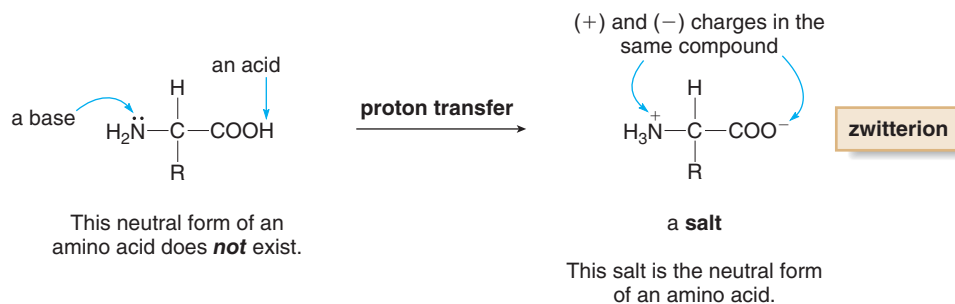 an acid
a base
H
H₂N̈—C—COOH
R
This neutral form of an
amino acid does not exist.
proton transfer
(+) and (−) charges in the
same compound
H
H₃N⁺—C—COO⁻
R
a salt
This salt is the neutral form
of an amino acid.
zwitterion